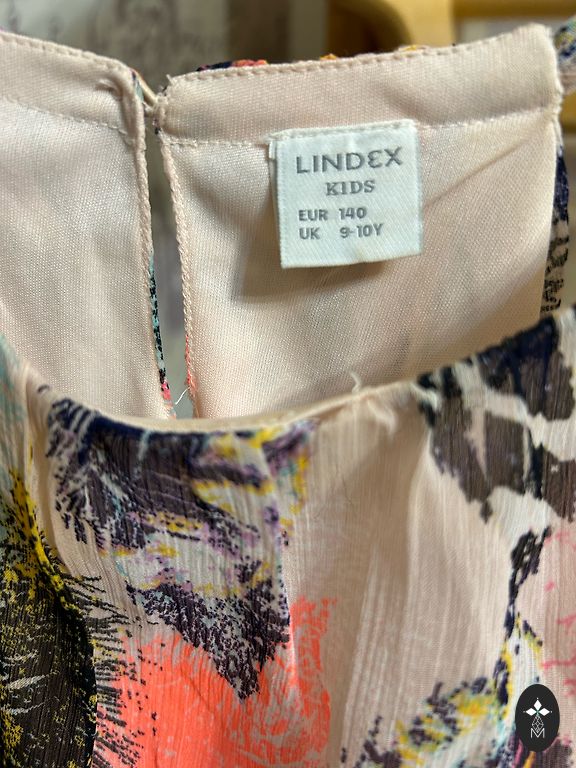 LINDEX
KIDS
EUR 140
UK 9-10Y
M